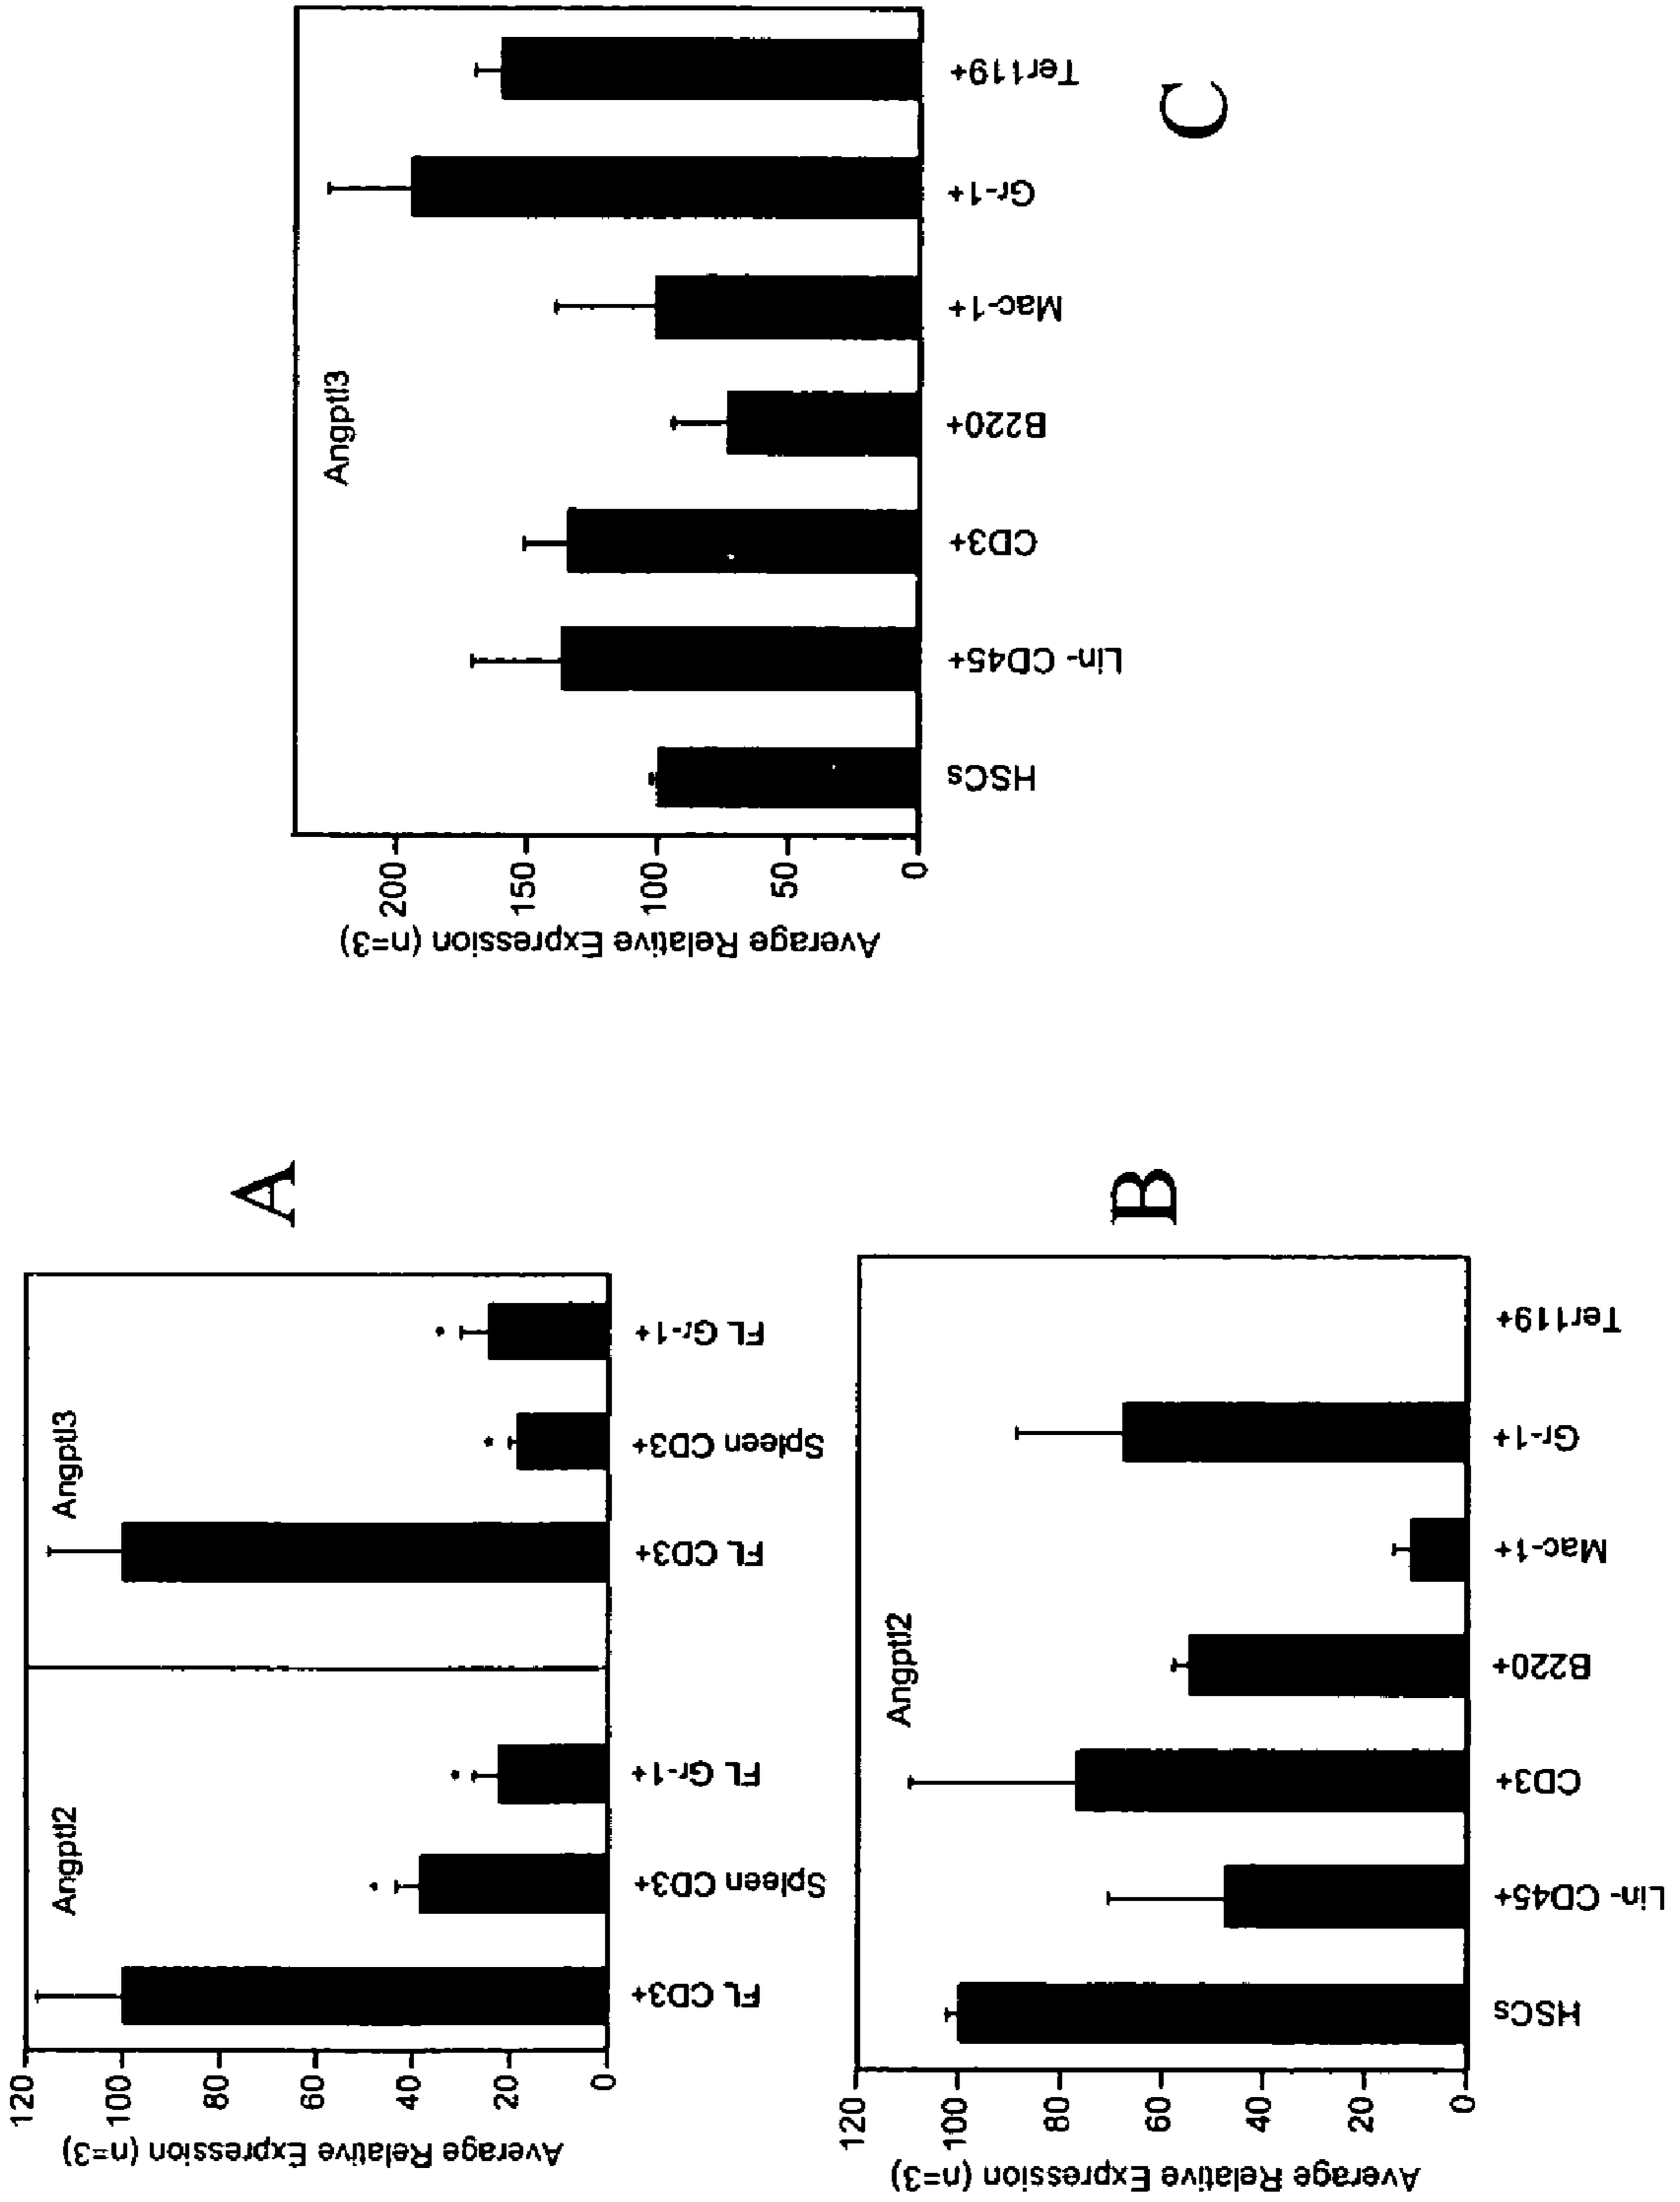 A
Angptl2
Angptl3
Average Relative Expression (n=3)
120
100
80
60
40
20
0
FL CD3+
Spleen CD3+
FL Gr-1+
FL CD3+
Spleen CD3+
FL Gr-1+
*
*
*
*
B
Angptl2
Average Relative Expression (n=3)
120
100
80
60
40
20
0
HSCs
Lin- CD45+
CD3+
B220+
Mac-1+
Gr-1+
Ter119+
C
Angptl3
Average Relative Expression (n=3)
200
150
100
50
0
HSCs
Lin- CD45+
CD3+
B220+
Mac-1+
Gr-1+
Ter119+